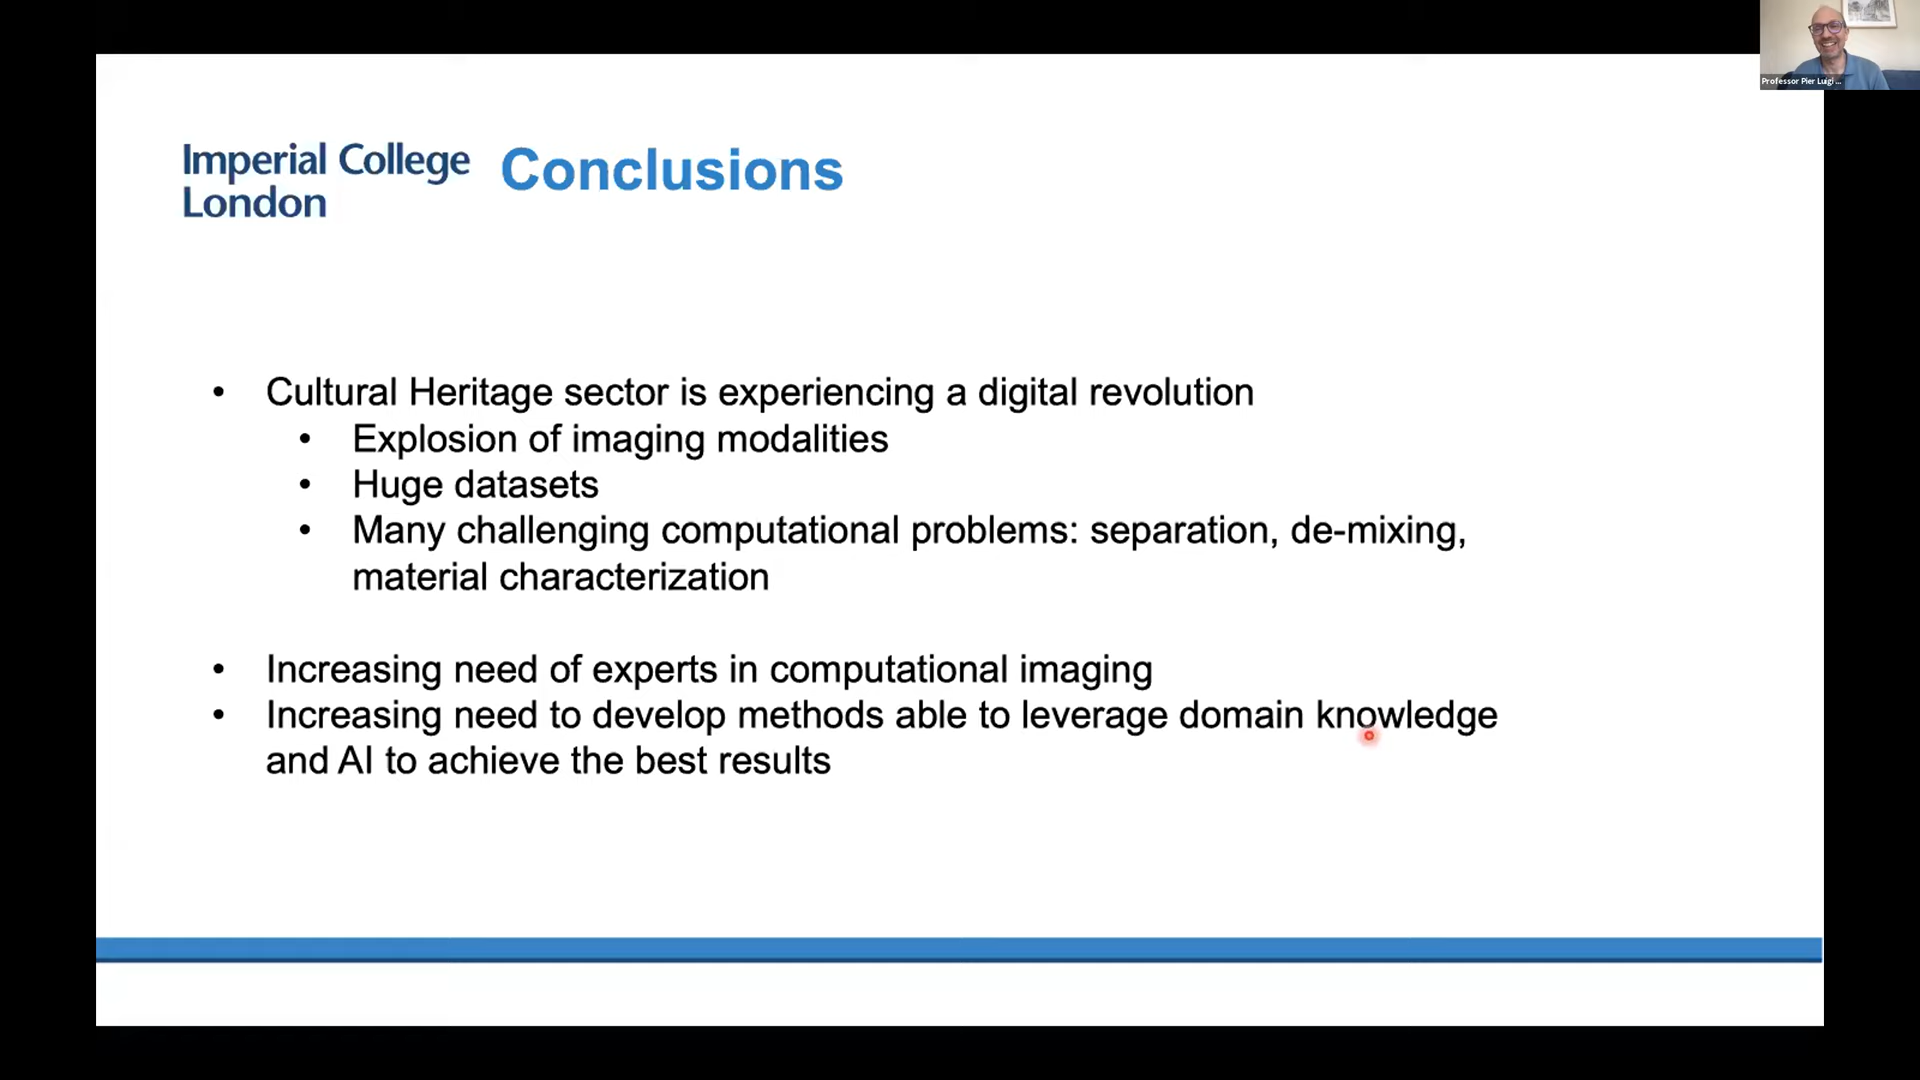 Professor Pier Luigi ...
Imperial College
London
Conclusions
• Cultural Heritage sector is experiencing a digital revolution
• Explosion of imaging modalities
• Huge datasets
• Many challenging computational problems: separation, de-mixing,
material characterization
• Increasing need of experts in computational imaging
• Increasing need to develop methods able to leverage domain knowledge
and AI to achieve the best results